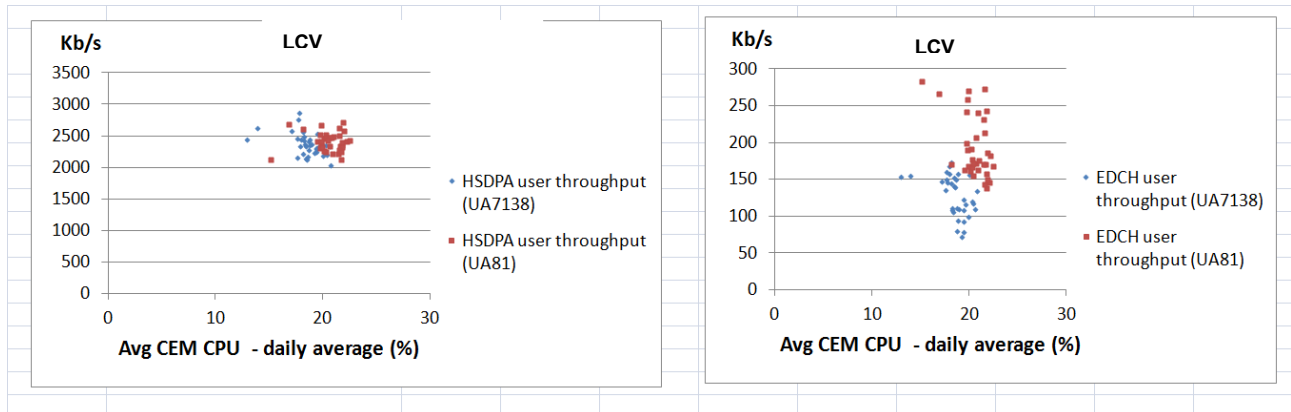 Kb/s
LCV
3500
3000
2500
2000
1500
1000
500
0
0 10 20 30
Avg CEM CPU - daily average (%)
HSDPA user throughput
(UA7138)
HSDPA user throughput
(UA81)
Kb/s
LCV
300
250
200
150
100
50
0
0 10 20 30
Avg CEM CPU - daily average (%)
EDCH user
throughput (UA7138)
EDCH user
throughput (UA81)